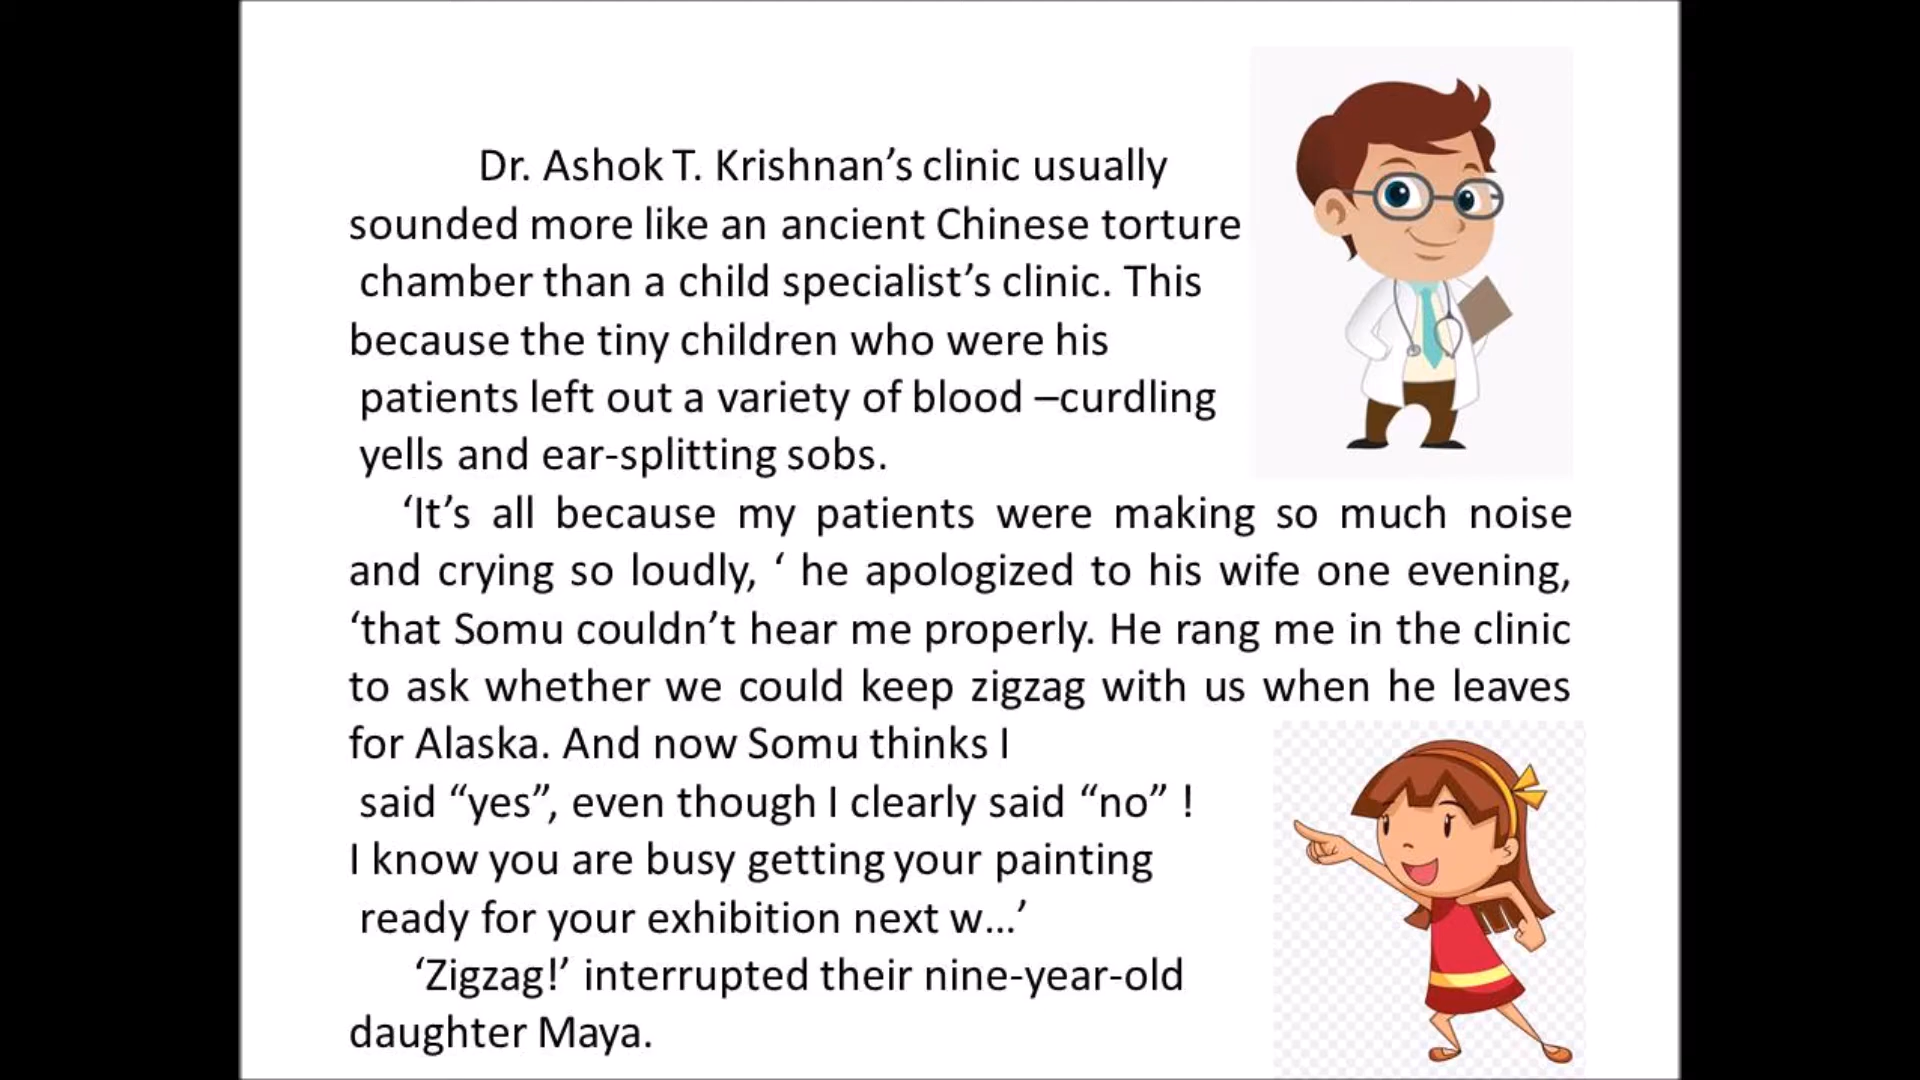 Dr. Ashok T. Krishnan’s clinic usually
sounded more like an ancient Chinese torture
chamber than a child specialist’s clinic. This
because the tiny children who were his
patients left out a variety of blood –curdling
yells and ear-splitting sobs.
‘It’s all because my patients were making so much noise
and crying so loudly, ‘ he apologized to his wife one evening,
‘that Somu couldn’t hear me properly. He rang me in the clinic
to ask whether we could keep zigzag with us when he leaves
for Alaska. And now Somu thinks I
said “yes”, even though I clearly said “no” !
I know you are busy getting your painting
ready for your exhibition next w...’
‘Zigzag!’ interrupted their nine-year-old
daughter Maya.